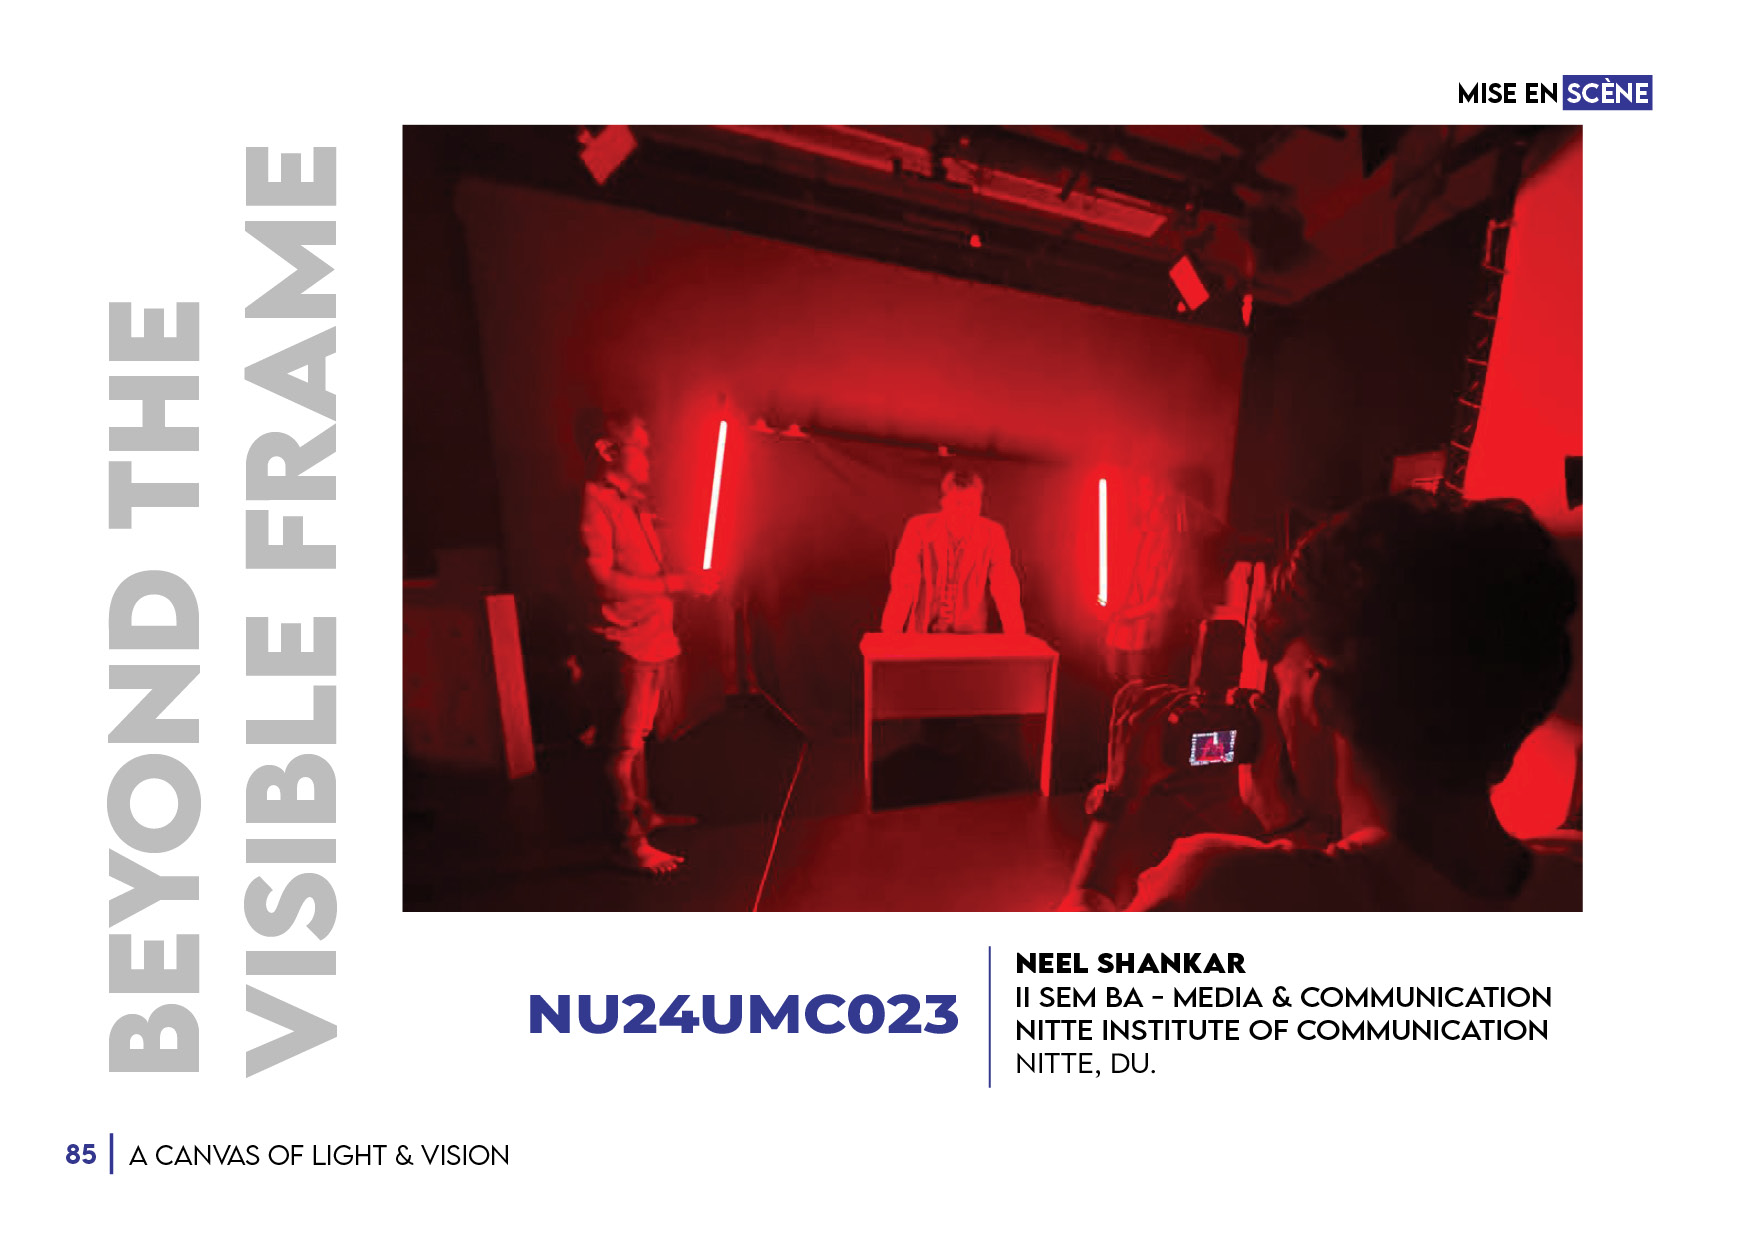 MISE EN SCÈNE
BEYOND THE
VISIBLE FRAME
NU24UMC023
NEEL SHANKAR
II SEM BA - MEDIA & COMMUNICATION
NITTE INSTITUTE OF COMMUNICATION
NITTE, DU.
85 | A CANVAS OF LIGHT & VISION